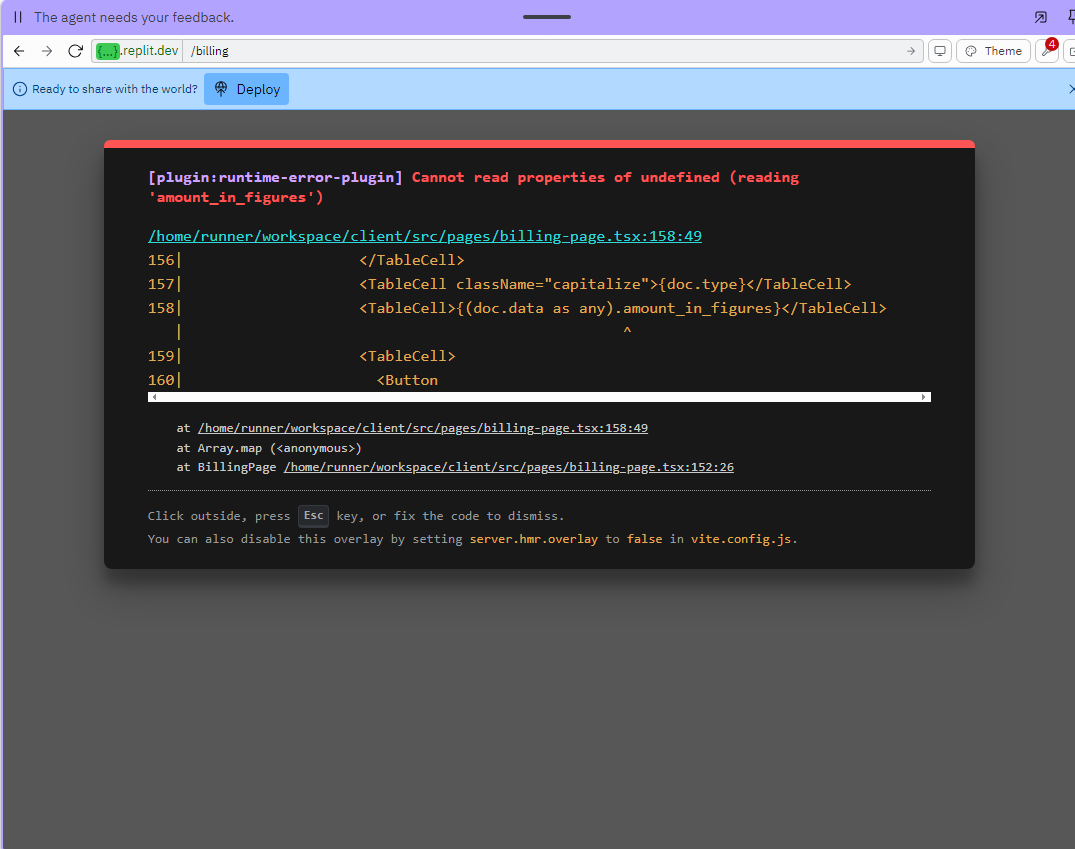 The agent needs your feedback.
{...}.replit.dev /billing
Theme
4
Ready to share with the world? Deploy
[plugin:runtime-error-plugin] Cannot read properties of undefined (reading
'amount_in_figures')
/home/runner/workspace/client/src/pages/billing-page.tsx:158:49
156| </TableCell>
157| <TableCell className="capitalize">{doc.type}</TableCell>
158| <TableCell>{(doc.data as any).amount_in_figures}</TableCell>
| ^
159| <TableCell>
160| <Button
at /home/runner/workspace/client/src/pages/billing-page.tsx:158:49
at Array.map (<anonymous>)
at BillingPage /home/runner/workspace/client/src/pages/billing-page.tsx:152:26
Click outside, press Esc key, or fix the code to dismiss.
You can also disable this overlay by setting server.hmr.overlay to false in vite.config.js.